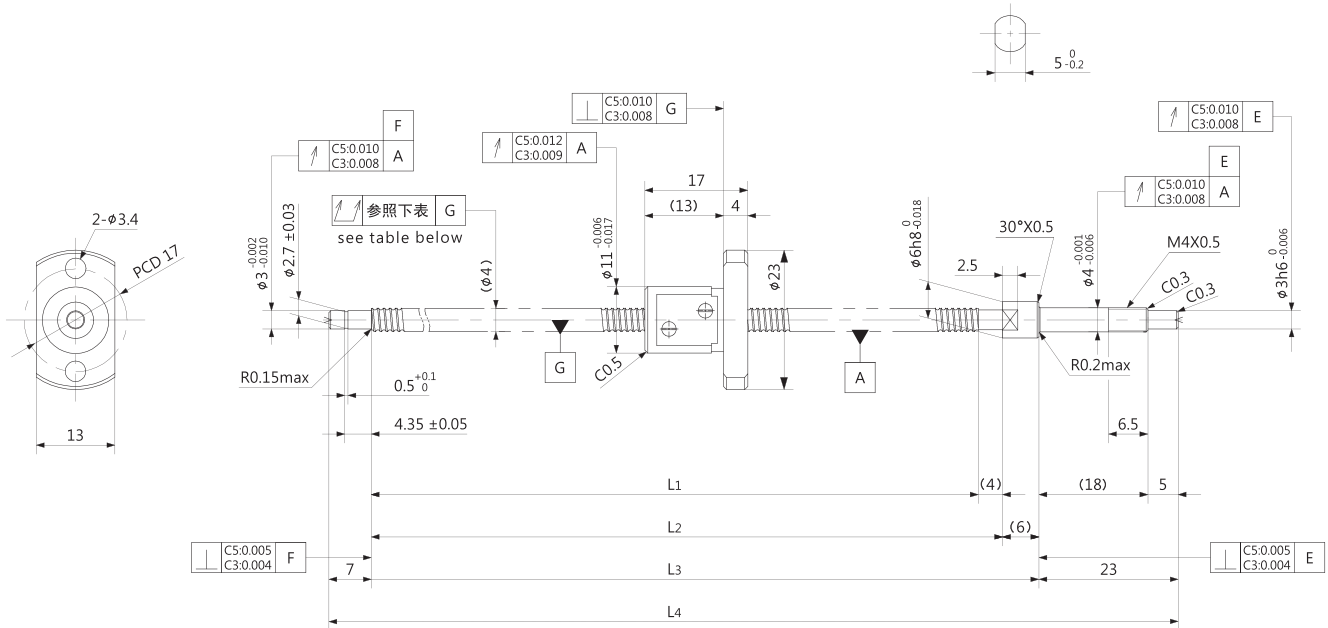 5 0 -0.2
C5:0.010
C3:0.008
G
C5:0.010
C3:0.008
E
F
C5:0.010
C3:0.008
A
C5:0.012
C3:0.009
A
E
C5:0.010
C3:0.008
A
17
(13)
4
参照下表
G
see table below
2-ϕ3.4
PCD 17
13
ϕ3 -0.002 -0.010
ϕ2.7 ±0.03
(ϕ4)
ϕ11 -0.006 -0.017
ϕ23
ϕ6h8 0 -0.018
30°X0.5
2.5
ϕ4 -0.001 -0.006
M4X0.5
C0.3
C0.3
ϕ3h6 0 -0.006
R0.15max
G
C0.5
A
R0.2max
0.5 +0.1 0
4.35 ±0.05
6.5
L1
(4)
(18)
5
L2
(6)
C5:0.005
C3:0.004
F
C5:0.005
C3:0.004
E
7
L3
23
L4